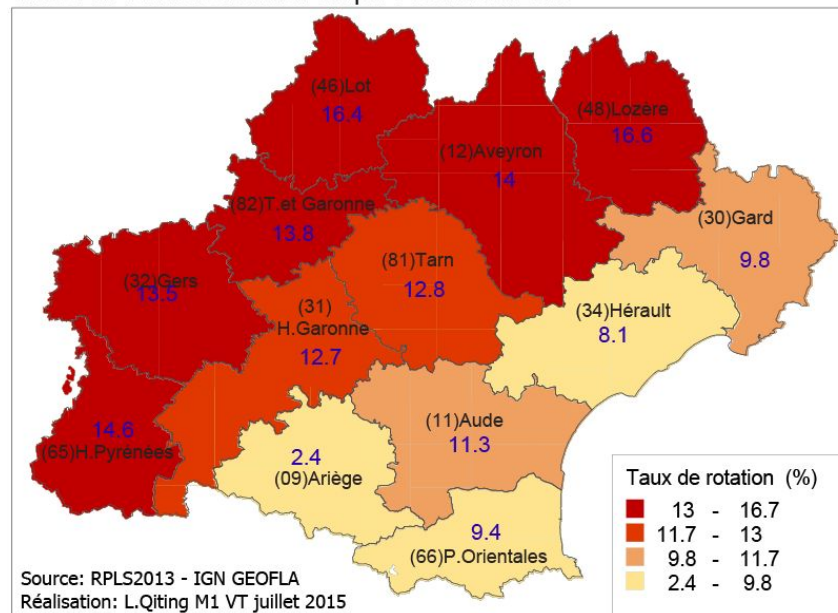 (46)Lot
16.4
(48)Lozère
16.6
(12)Aveyron
14
(82)T.et Garonne
13.8
(30)Gard
9.8
(81)Tarn
12.8
(32)Gers
13.5
(31)
H.Garonne
12.7
(34)Hérault
8.1
14.6
(65)H.Pyrénées
(11)Aude
11.3
2.4
(09)Ariège
9.4
(66)P.Orientales
Taux de rotation (%)
13 - 16.7
11.7 - 13
9.8 - 11.7
2.4 - 9.8
Source: RPLS2013 - IGN GEOFLA
Réalisation: L.Qiting M1 VT juillet 2015